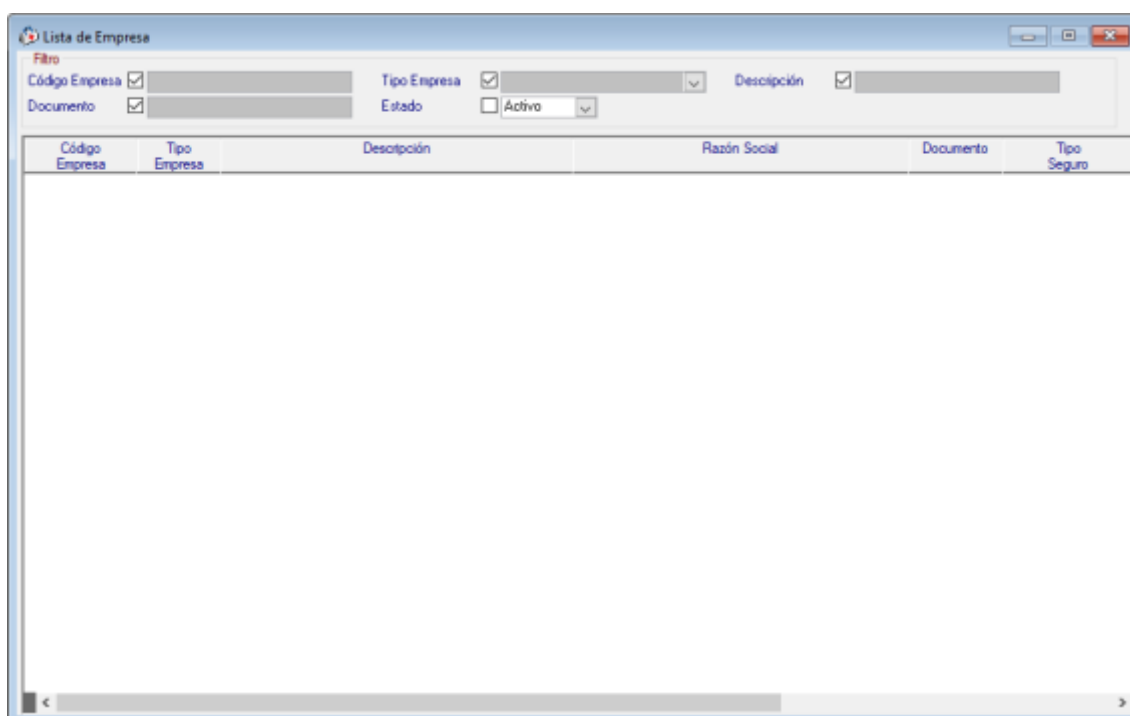 Lista de Empresa
Filtro
Código Empresa Tipo Empresa Descripción
Documento Estado Activo
Código Empresa Tipo Empresa Descripción Razón Social Documento Tipo Seguro